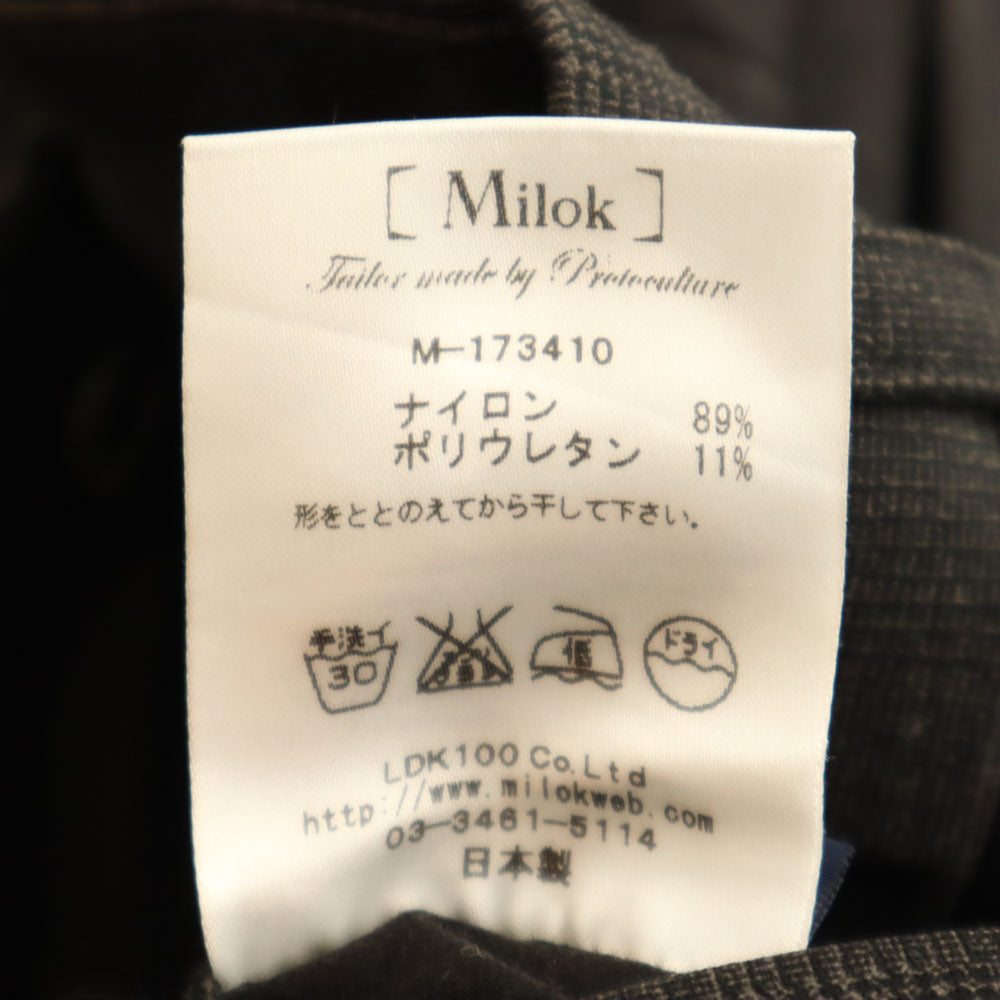 [ Milok ]
Tailor made by Protoculture
M-173410
ナイロン 89%
ポリウレタン 11%
形をととのえてから干して下さい。
手洗イ 30 低 ドライ
LDK100 Co.Ltd
http://www.milokweb.com
03-3461-5114
日本製